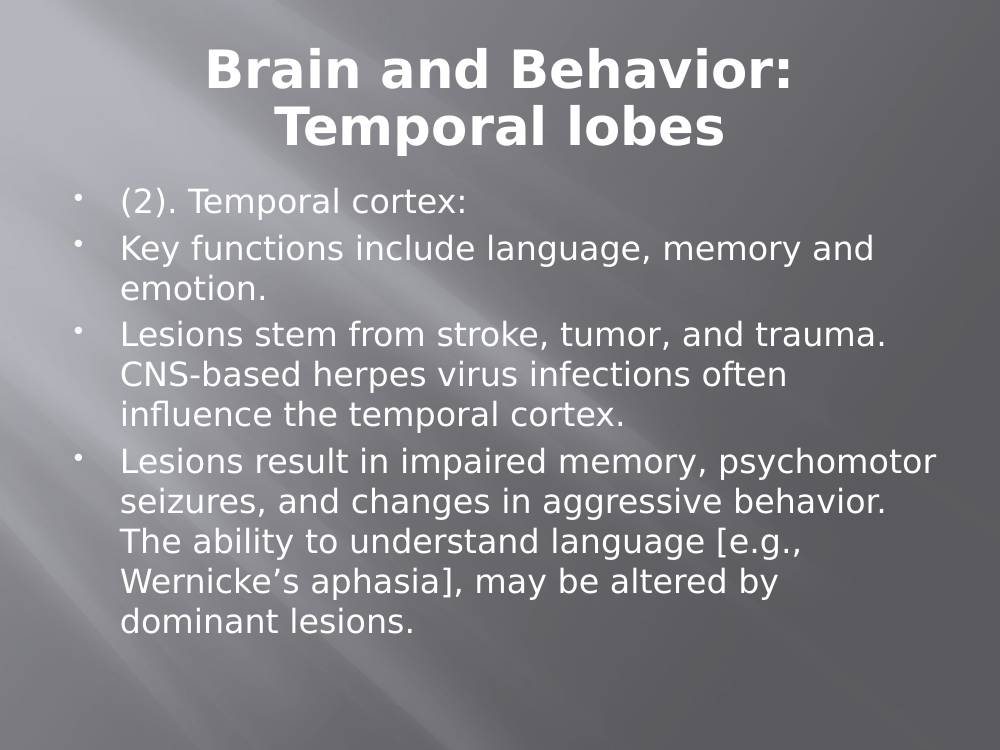 Brain and Behavior:
Temporal lobes
• (2). Temporal cortex:
• Key functions include language, memory and
emotion.
• Lesions stem from stroke, tumor, and trauma.
CNS-based herpes virus infections often
influence the temporal cortex.
• Lesions result in impaired memory, psychomotor
seizures, and changes in aggressive behavior.
The ability to understand language [e.g.,
Wernicke’s aphasia], may be altered by
dominant lesions.